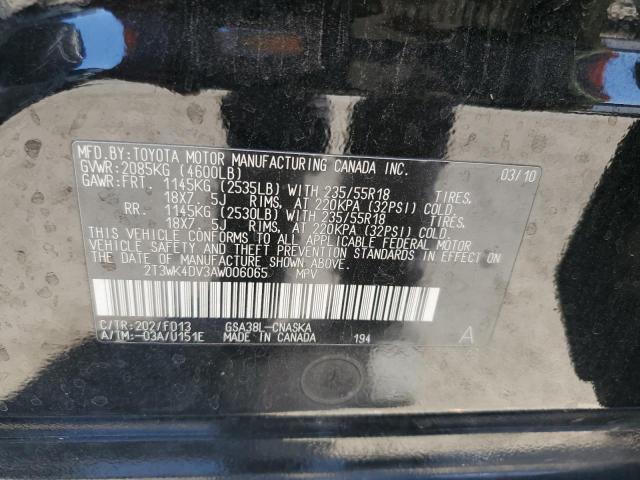 MFD.BY:TOYOTA MOTOR MANUFACTURING CANADA INC. 03/10
GVWR:2085KG (4600LB)
GAWR:FRT. 1145KG (2535LB) WITH 235/55R18 TIRES,
18X7. 5J RIMS, AT 220KPA (32PSI) COLD.
RR. 1145KG (2530LB) WITH 235/55R18 TIRES,
18X7. 5J RIMS, AT 220KPA (32PSI) COLD.
THIS VEHICLE CONFORMS TO ALL APPLICABLE FEDERAL MOTOR
VEHICLE SAFETY AND THEFT PREVENTION STANDARDS IN EFFECT ON
THE DATE OF MANUFACTURE SHOWN ABOVE.
2T3WK4DV3AW006065 MPV
C/TR:202/FD13 GSA38L-CNASKA
A/TM:-03A/U151E MADE IN CANADA 194 A